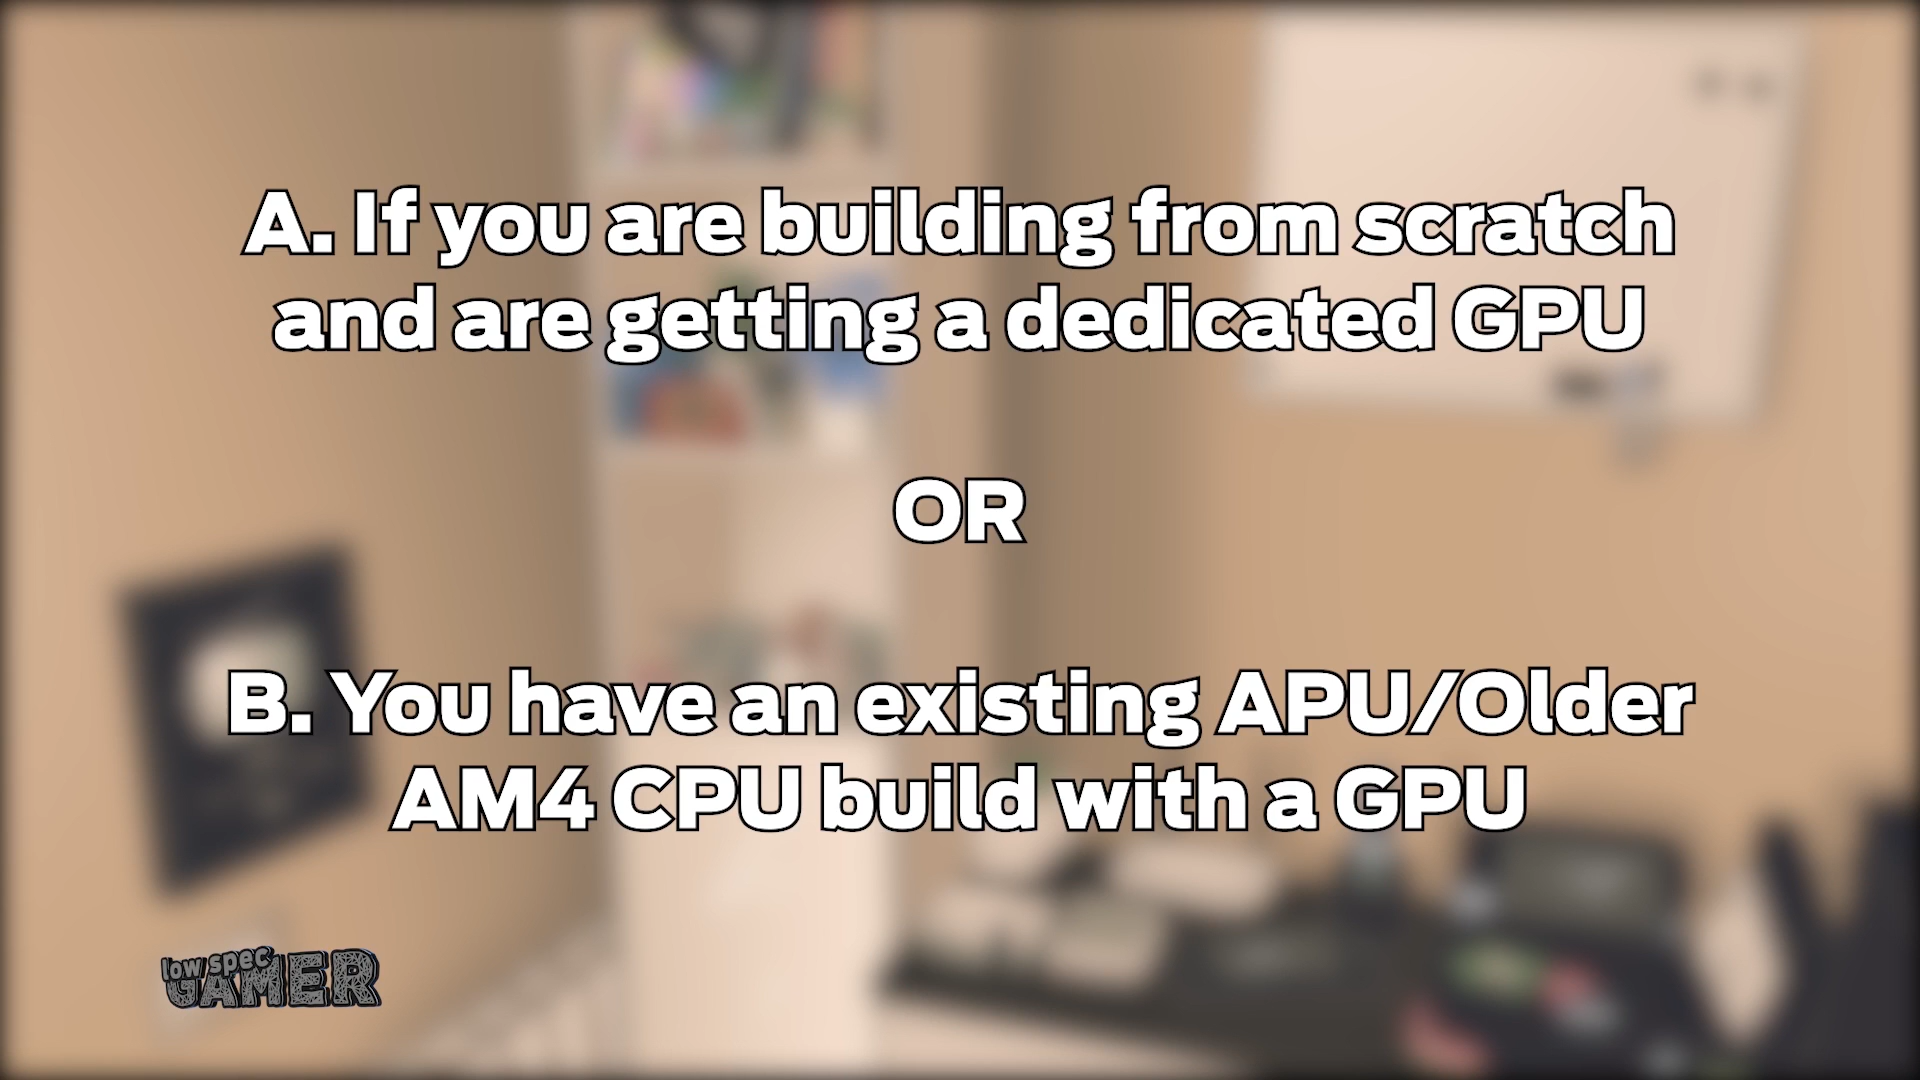 A. If you are building from scratch
and are getting a dedicated GPU
OR
B. You have an existing APU/Older
AM4 CPU build with a GPU
low spec
GAMER